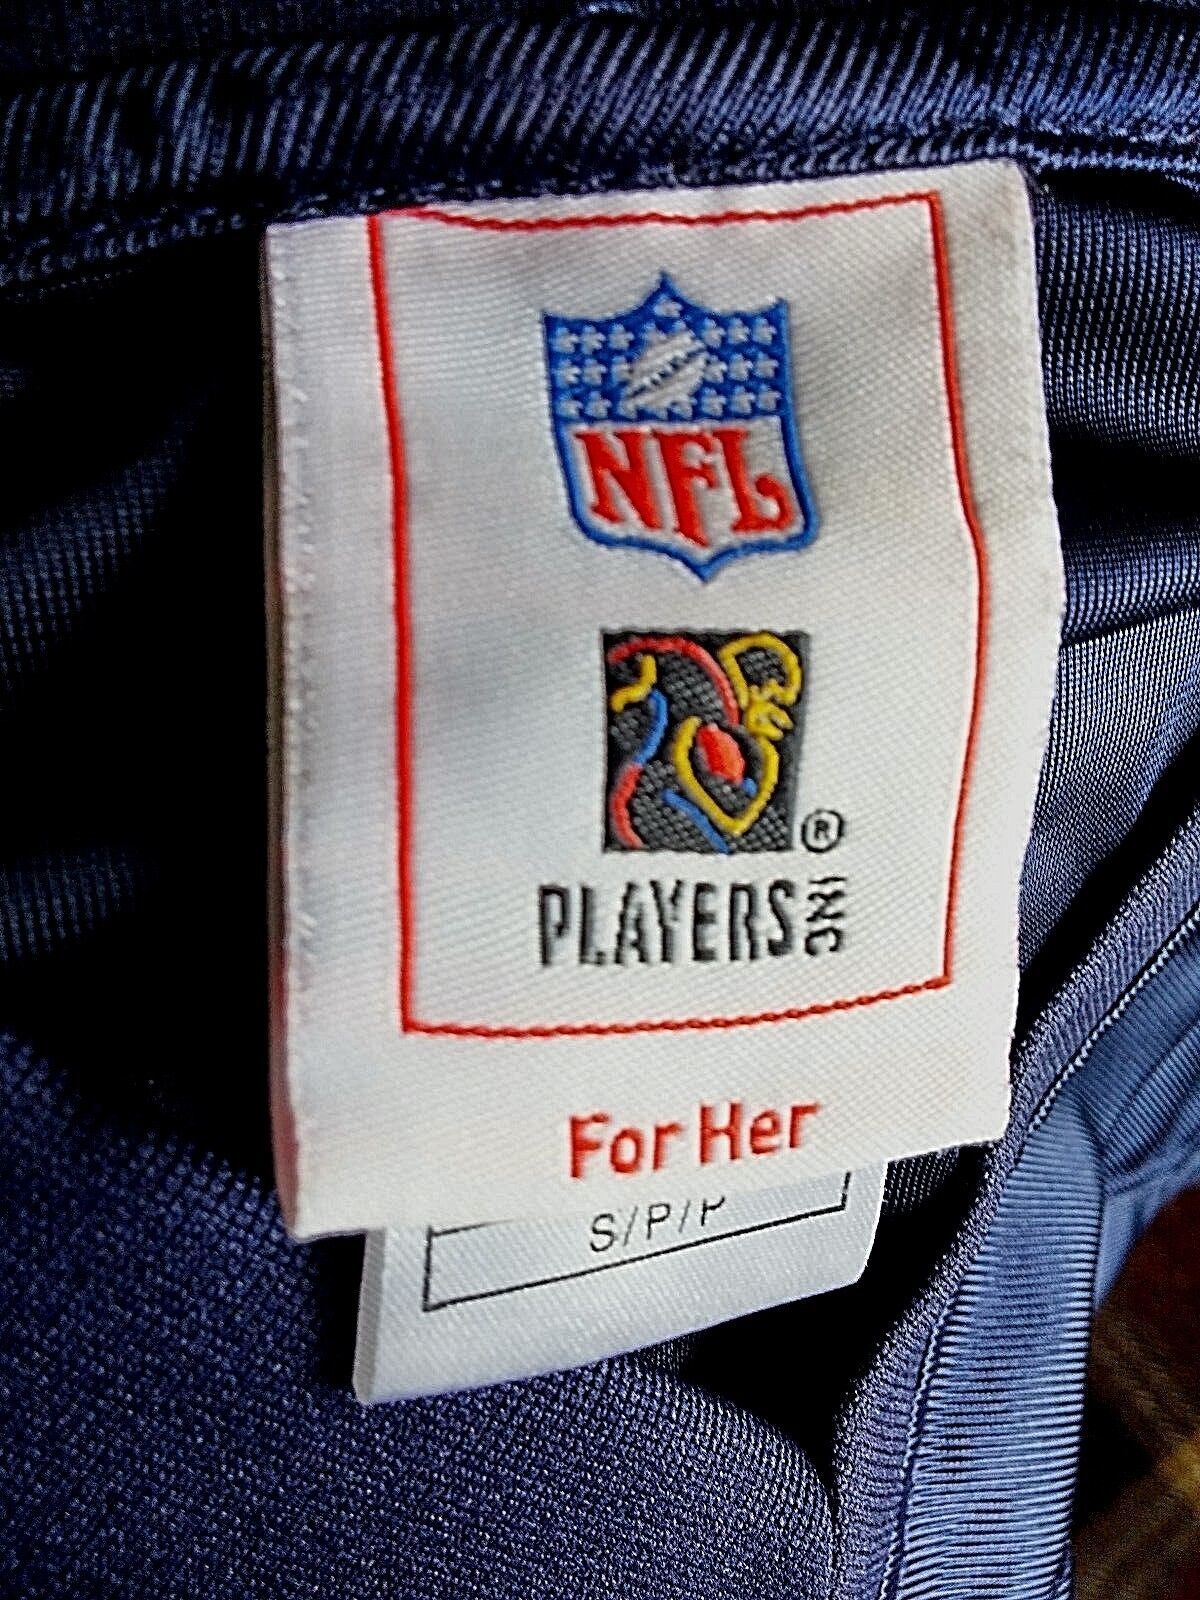 NFL
®
PLAYERS INC
For Her
S/P/P